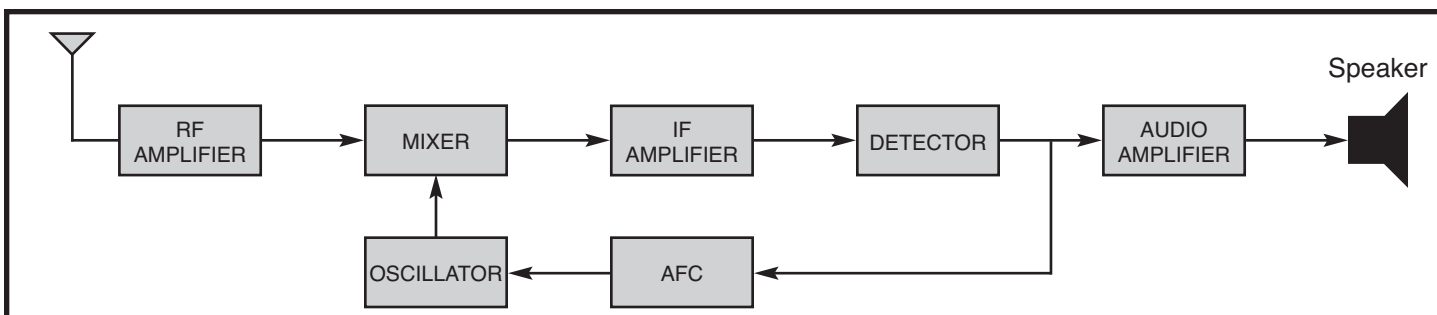 Speaker
RF
AMPLIFIER
MIXER
IF
AMPLIFIER
DETECTOR
AUDIO
AMPLIFIER
OSCILLATOR
AFC